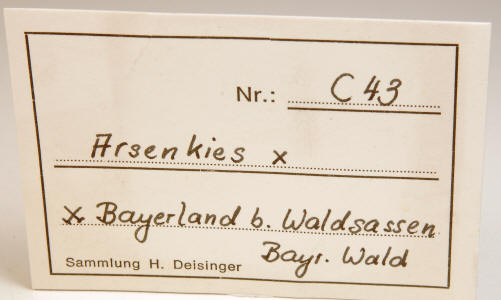 Nr.: C 43
Arsenkies x
x Bayerland b. Waldsassen
Bayr. Wald
Sammlung H. Deisinger